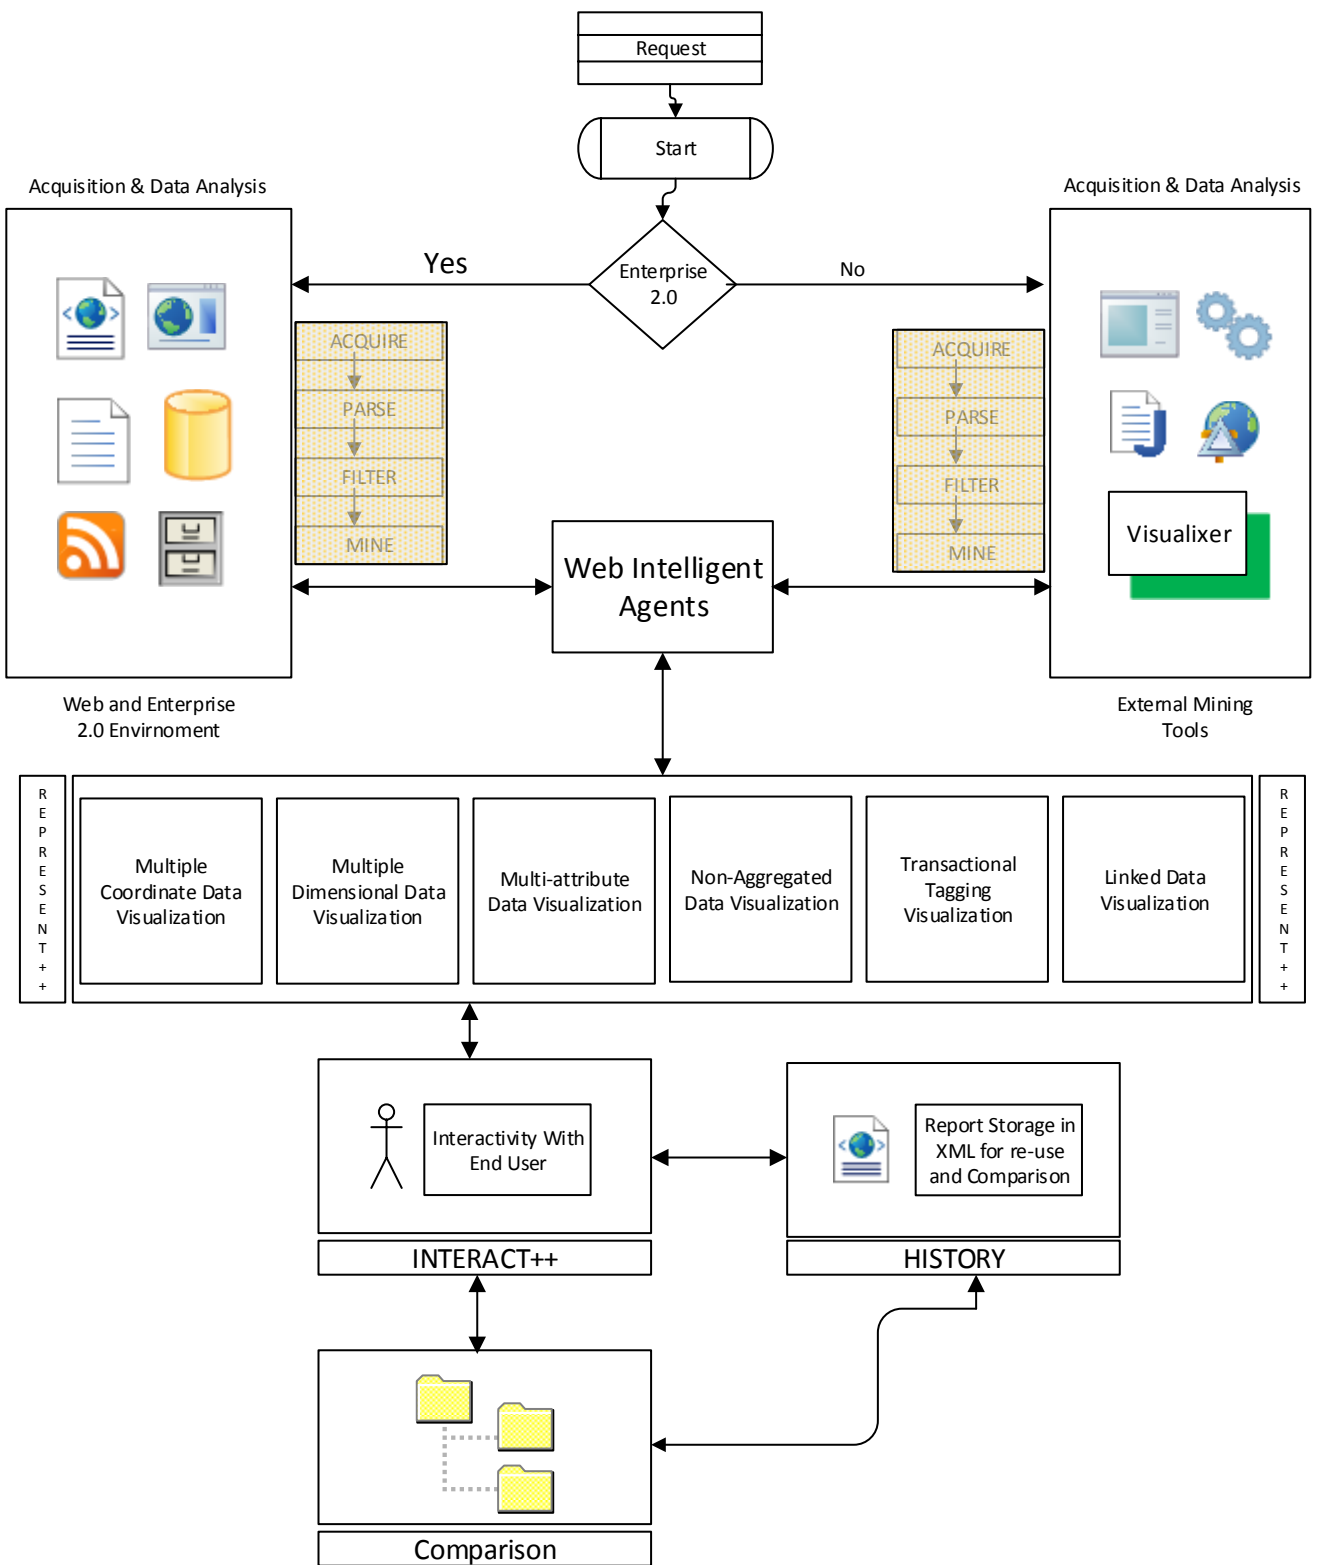 Request
Start
Acquisition & Data Analysis
Acquisition & Data Analysis
Enterprise
2.0
Yes
No
ACQUIRE
PARSE
FILTER
MINE
ACQUIRE
PARSE
FILTER
MINE
Visualixer
Web Intelligent
Agents
Web and Enterprise
2.0 Envirnoment
External Mining
Tools
REPRESENT++
Multiple
Coordinate Data
Visualization
Multiple
Dimensional Data
Visualization
Multi-attribute
Data Visualization
Non-Aggregated
Data Visualization
Transactional
Tagging
Visualization
Linked Data
Visualization
REPRESENT++
Interactivity With
End User
Report Storage in
XML for re-use
and Comparison
INTERACT++
HISTORY
Comparison